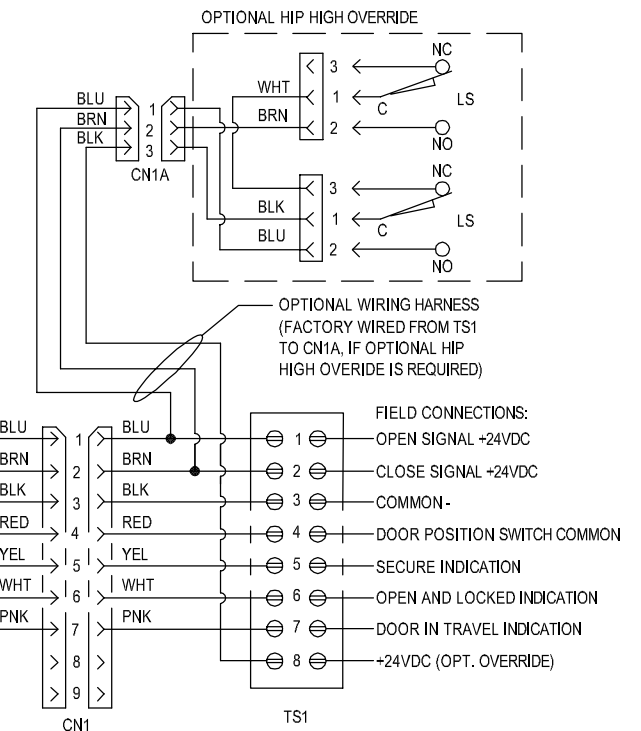 OPTIONAL HIP HIGH OVERRIDE
NC
3
WHT
1
C
LS
BRN
2
NO
BLU
1
BRN
2
BLK
3
CN1A
NC
3
BLK
1
C
LS
BLU
2
NO
OPTIONAL WIRING HARNESS
(FACTORY WIRED FROM TS1
TO CN1A, IF OPTIONAL HIP
HIGH OVERIDE IS REQUIRED)
FIELD CONNECTIONS:
BLU 1 BLU 1 OPEN SIGNAL +24VDC
BRN 2 BRN 2 CLOSE SIGNAL +24VDC
BLK 3 BLK 3 COMMON -
RED 4 RED 4 DOOR POSITION SWITCH COMMON
YEL 5 YEL 5 SECURE INDICATION
WHT 6 WHT 6 OPEN AND LOCKED INDICATION
PNK 7 PNK 7 DOOR IN TRAVEL INDICATION
8 8 +24VDC (OPT. OVERRIDE)
9
CN1
TS1